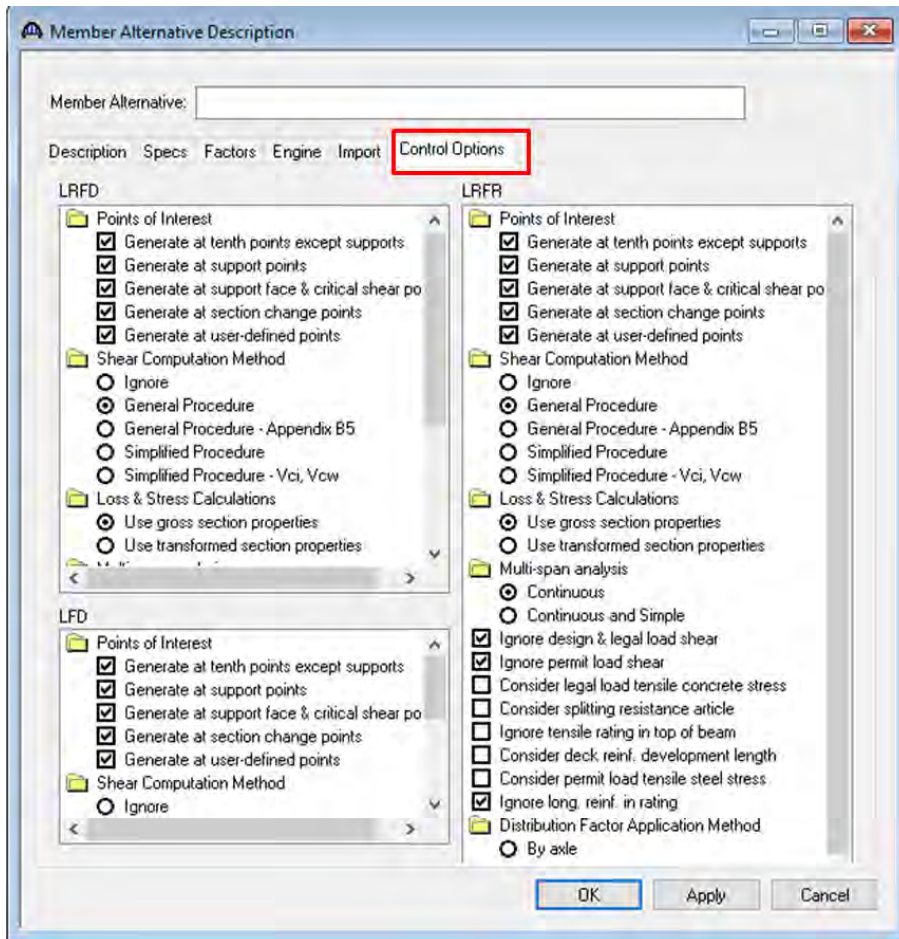 Member Alternative Description
Member Alternative:
Description Specs Factors Engine Import Control Options
LRFD
Points of Interest
Generate at tenth points except supports
Generate at support points
Generate at support face & critical shear po
Generate at section change points
Generate at user-defined points
Shear Computation Method
Ignore
General Procedure
General Procedure - Appendix B5
Simplified Procedure
Simplified Procedure - Vci, Vcw
Loss & Stress Calculations
Use gross section properties
Use transformed section properties
LFD
Points of Interest
Generate at tenth points except supports
Generate at support points
Generate at support face & critical shear po
Generate at section change points
Generate at user-defined points
Shear Computation Method
Ignore
LRFR
Points of Interest
Generate at tenth points except supports
Generate at support points
Generate at support face & critical shear po
Generate at section change points
Generate at user-defined points
Shear Computation Method
Ignore
General Procedure
General Procedure - Appendix B5
Simplified Procedure
Simplified Procedure - Vci, Vcw
Loss & Stress Calculations
Use gross section properties
Use transformed section properties
Multi-span analysis
Continuous
Continuous and Simple
Ignore design & legal load shear
Ignore permit load shear
Consider legal load tensile concrete stress
Consider splitting resistance article
Ignore tensile rating in top of beam
Consider deck reinf. development length
Consider permit load tensile steel stress
Ignore long. reinf. in rating
Distribution Factor Application Method
By axle
OK Apply Cancel